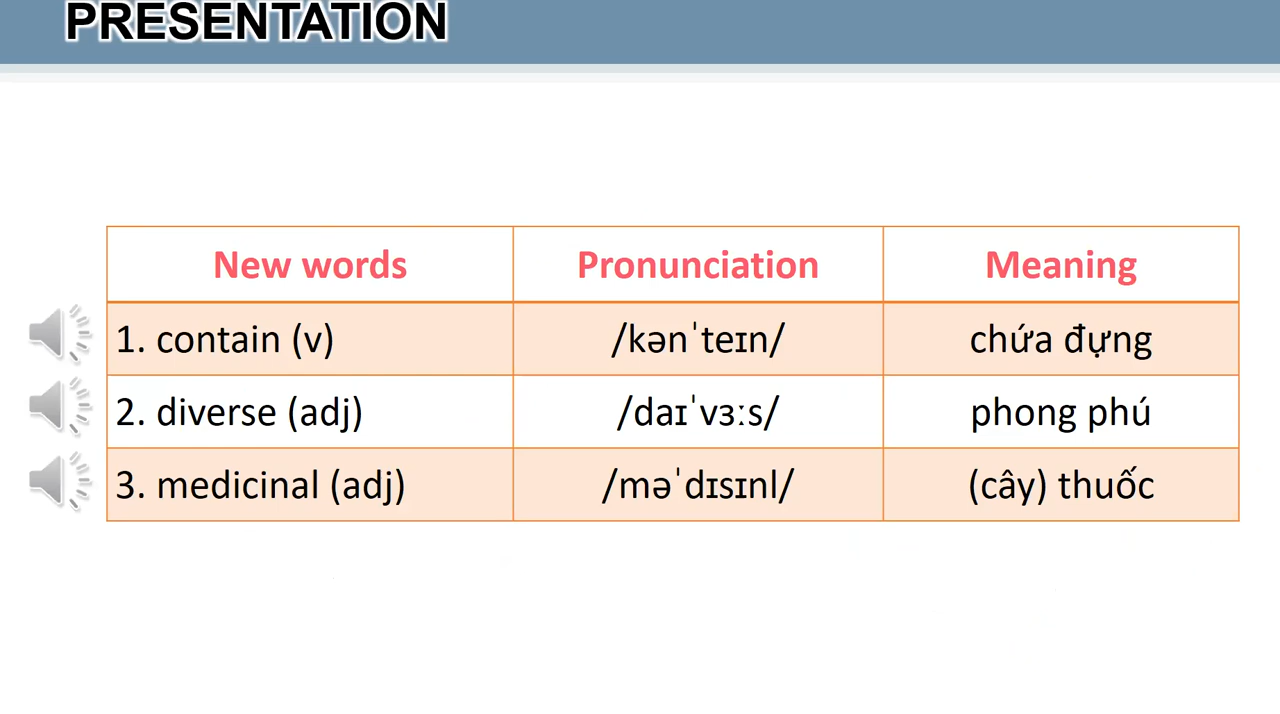 PRESENTATION
New words Pronunciation Meaning
1. contain (v) /kənˈteɪn/ chứa đựng
2. diverse (adj) /daɪˈvɜːs/ phong phú
3. medicinal (adj) /məˈdɪsɪnl/ (cây) thuốc